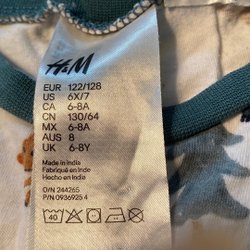 H&M
EUR 122/128
US 6X/7
CA 6-8A
CN 130/64
MX 6-8A
AUS 8
UK 6-8Y
Made in India
Fabriqué en Inde
Hecho en India
O/N 244265
P/N 0936925 4
40